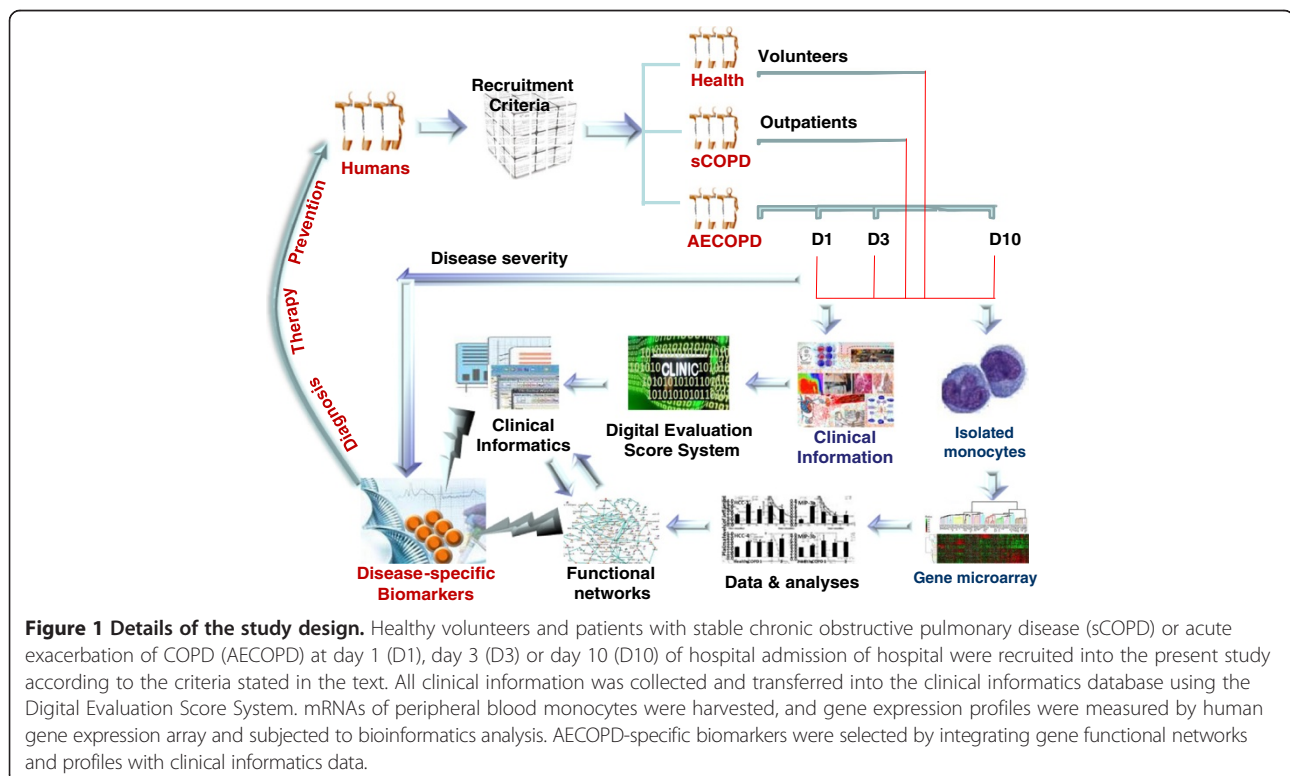 Volunteers
Health
Recruitment
Criteria
Outpatients
Humans
sCOPD
AECOPD
D1
D3
D10
Disease severity
Prevention
Therapy
Diagnosis
CLINIC
Clinical
Informatics
Digital Evaluation
Score System
Clinical
Information
Isolated
monocytes
Disease-specific
Biomarkers
Functional
networks
Data & analyses
Gene microarray
Figure 1 Details of the study design. Healthy volunteers and patients with stable chronic obstructive pulmonary disease (sCOPD) or acute
exacerbation of COPD (AECOPD) at day 1 (D1), day 3 (D3) or day 10 (D10) of hospital admission of hospital were recruited into the present study
according to the criteria stated in the text. All clinical information was collected and transferred into the clinical informatics database using the
Digital Evaluation Score System. mRNAs of peripheral blood monocytes were harvested, and gene expression profiles were measured by human
gene expression array and subjected to bioinformatics analysis. AECOPD-specific biomarkers were selected by integrating gene functional networks
and profiles with clinical informatics data.